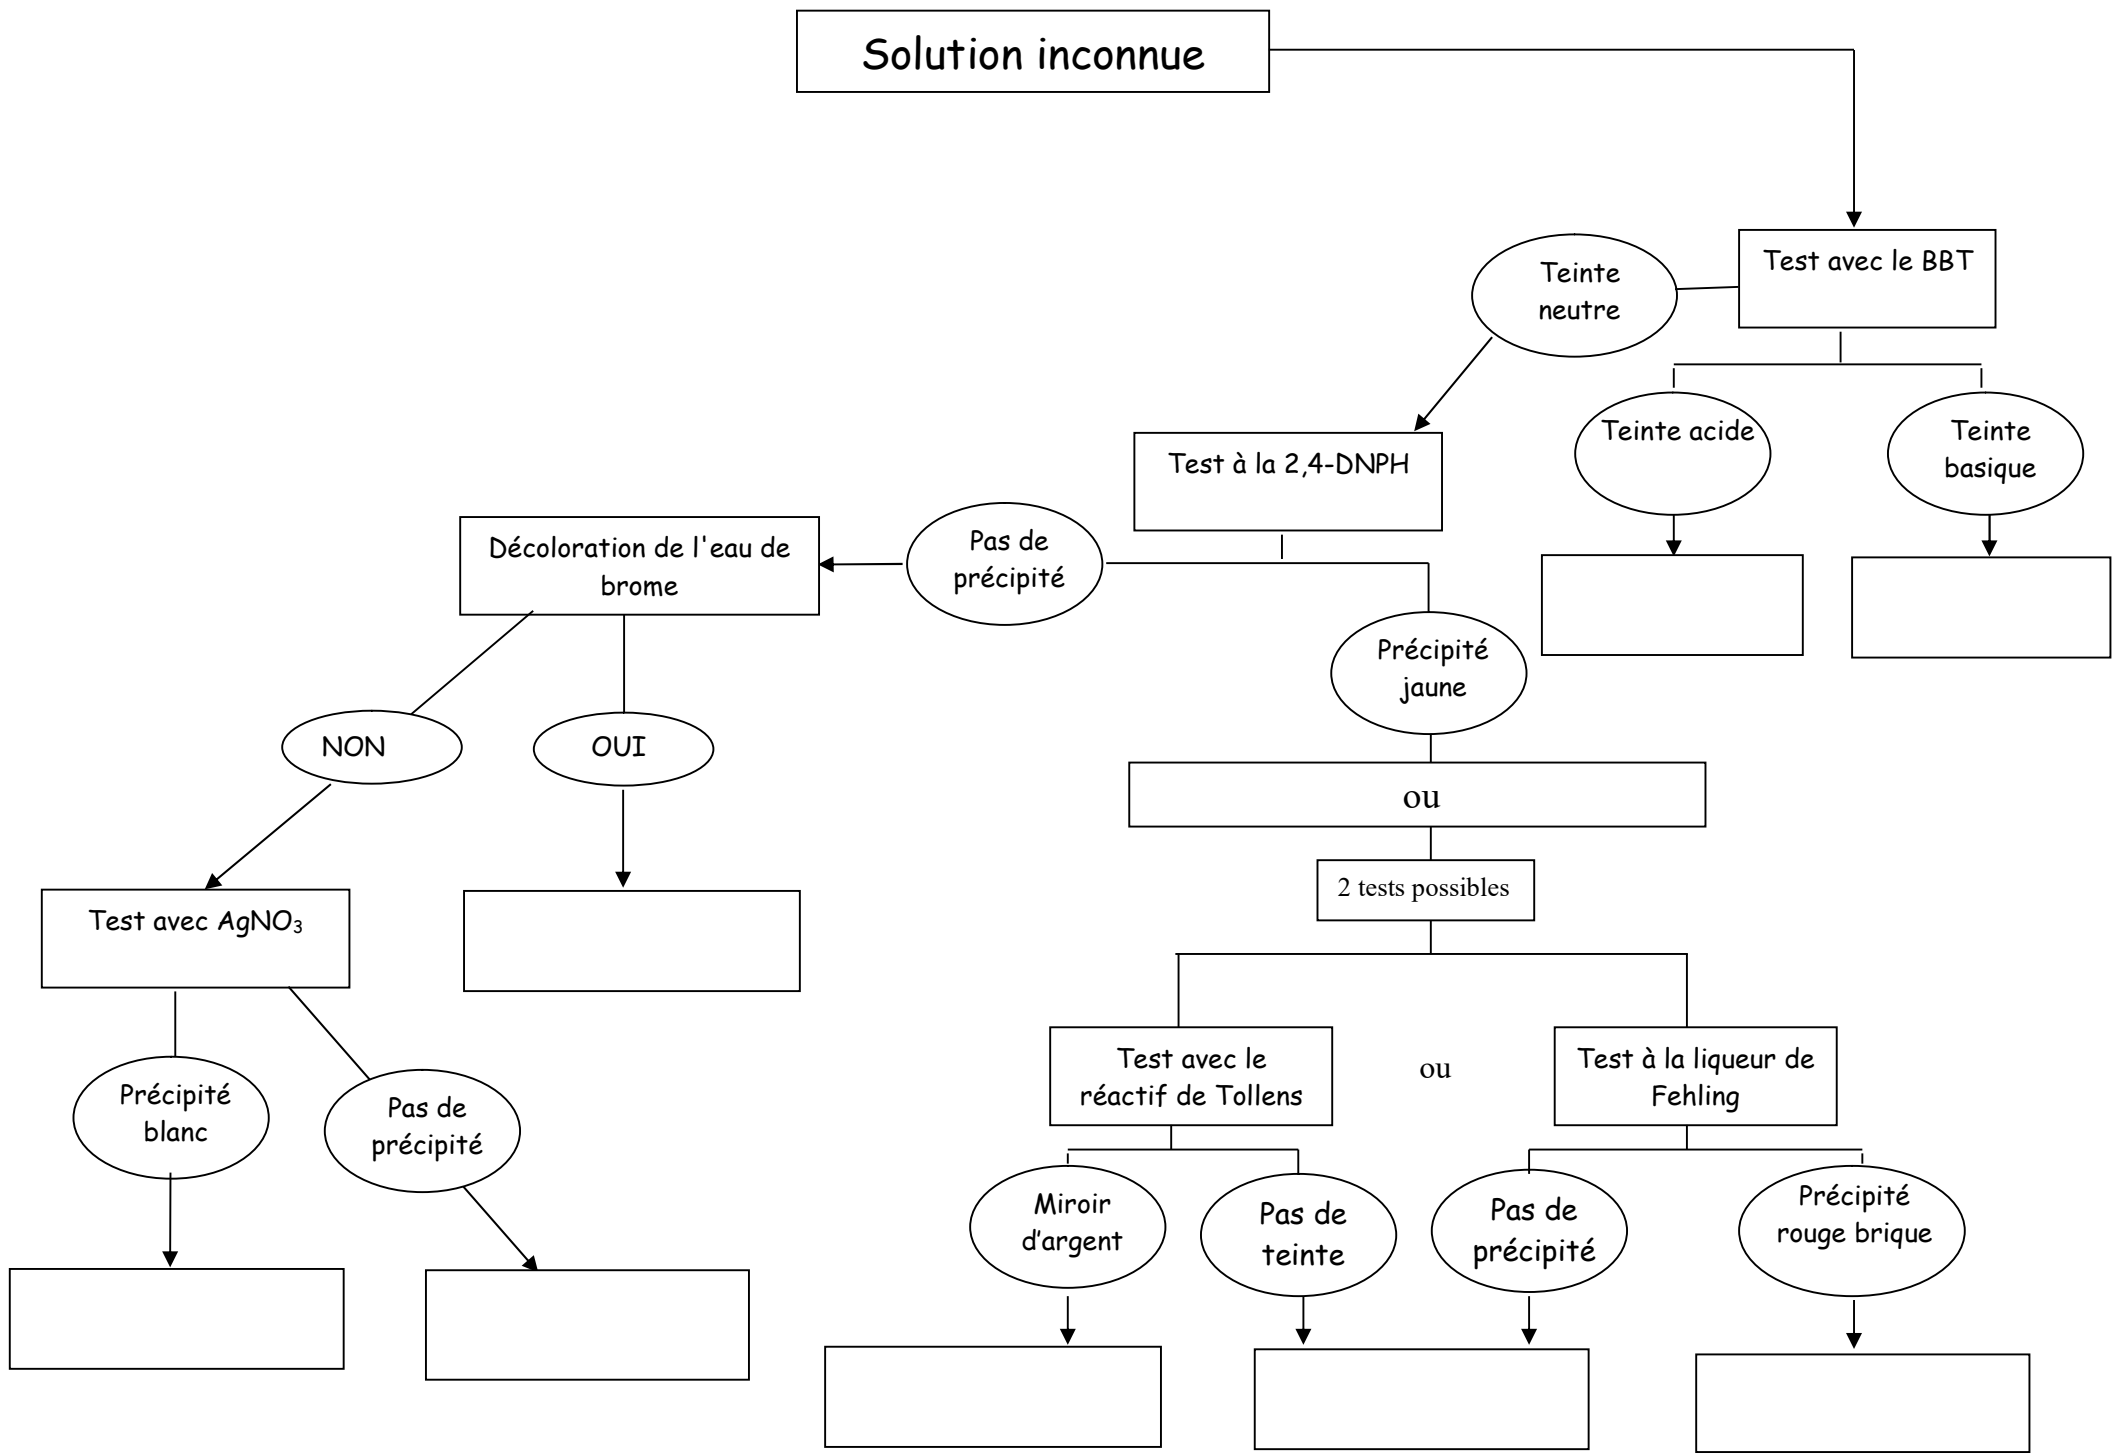 Solution inconnue
Test avec le BBT
Teinte
neutre
Teinte acide
Teinte
basique
Test à la 2,4-DNPH
Pas de
précipité
Décoloration de l'eau de
brome
Précipité
jaune
NON
OUI
ou
2 tests possibles
Test avec AgNO₃
Test avec le
réactif de Tollens
ou
Test à la liqueur de
Fehling
Précipité
blanc
Pas de
précipité
Miroir
d’argent
Pas de
teinte
Pas de
précipité
Précipité
rouge brique